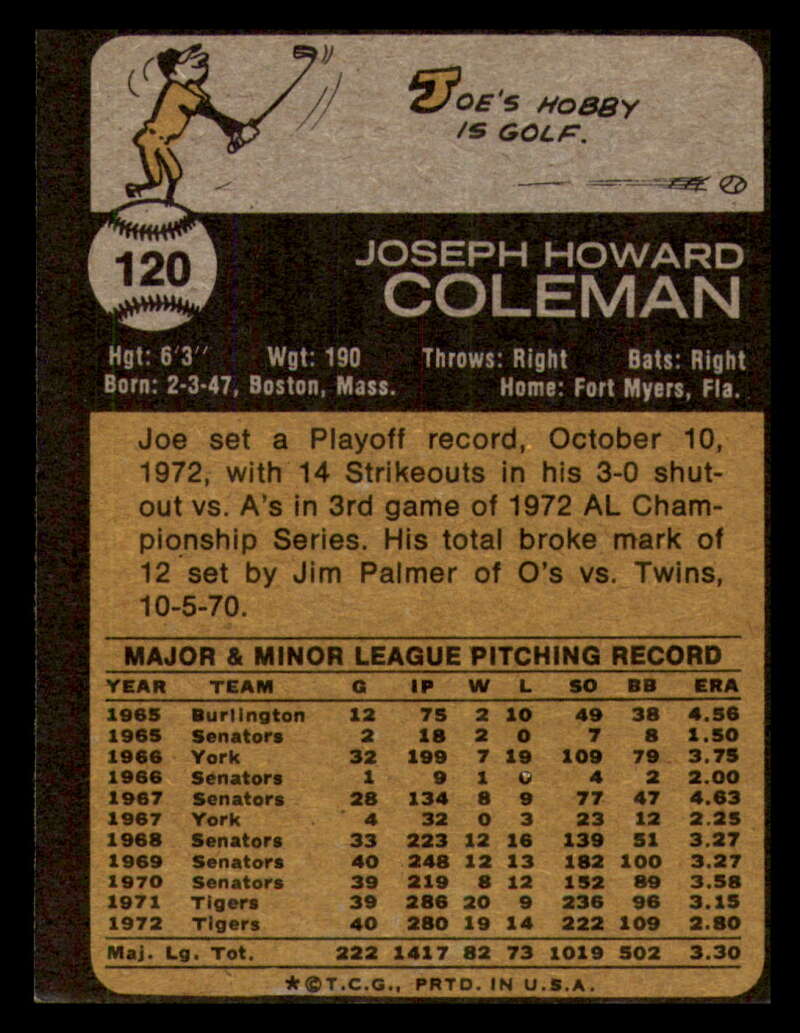 JOE'S HOBBY
IS GOLF.
120
JOSEPH HOWARD
COLEMAN
Hgt: 6'3" Wgt: 190 Throws: Right Bats: Right
Born: 2-3-47, Boston, Mass. Home: Fort Myers, Fla.
Joe set a Playoff record, October 10,
1972, with 14 Strikeouts in his 3-0 shut-
out vs. A's in 3rd game of 1972 AL Cham-
pionship Series. His total broke mark of
12 set by Jim Palmer of O's vs. Twins,
10-5-70.
MAJOR & MINOR LEAGUE PITCHING RECORD
YEAR TEAM G IP W L SO BB ERA
1965 Burlington 12 75 2 10 49 38 4.56
1965 Senators 2 18 2 0 7 8 1.50
1966 York 32 199 7 19 109 79 3.75
1966 Senators 1 9 1 0 4 2 2.00
1967 Senators 28 134 8 9 77 47 4.63
1967 York 4 32 0 3 23 12 2.25
1968 Senators 33 223 12 16 139 51 3.27
1969 Senators 40 248 12 13 182 100 3.27
1970 Senators 39 219 8 12 152 89 3.58
1971 Tigers 39 286 20 9 236 96 3.15
1972 Tigers 40 280 19 14 222 109 2.80
Maj. Lg. Tot. 222 1417 82 73 1019 502 3.30
*©T.C.G., PRTD. IN U.S.A.